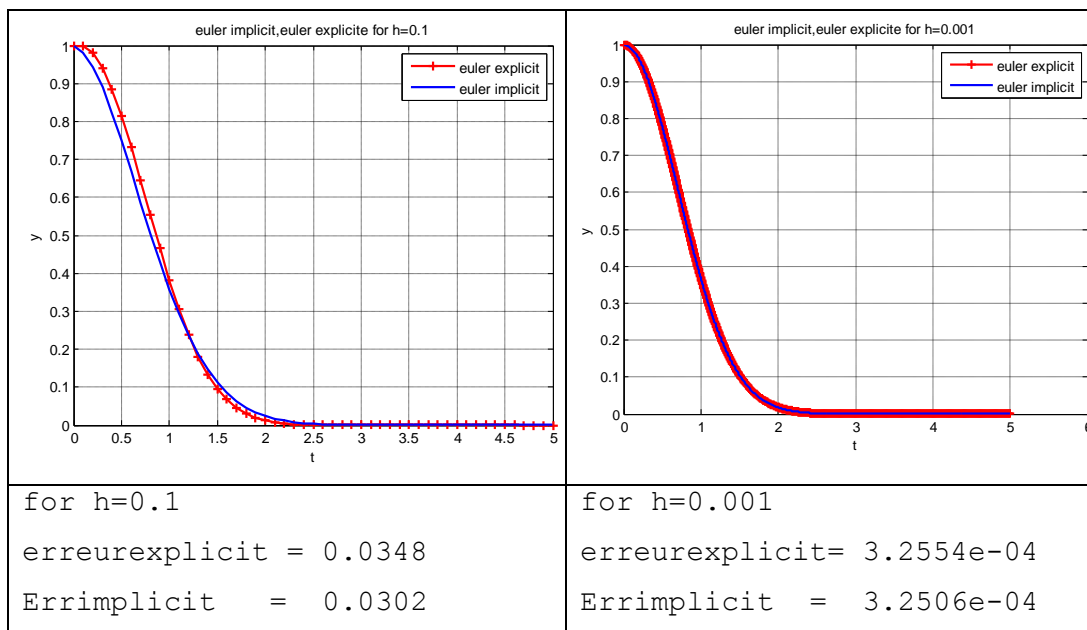 euler implicit,euler explicite for h=0.1
1
0.9
0.8
0.7
0.6
0.5
0.4
0.3
0.2
0.1
0
y
euler explicit
euler implicit
0 0.5 1 1.5 2 2.5 3 3.5 4 4.5 5
t
euler implicit,euler explicite for h=0.001
1
0.9
0.8
0.7
0.6
0.5
0.4
0.3
0.2
0.1
0
y
euler explicit
euler implicit
0 1 2 3 4 5 6
t
for h=0.1
erreurexplicit = 0.0348
Errimplicit = 0.0302
for h=0.001
erreurexplicit= 3.2554e-04
Errimplicit = 3.2506e-04